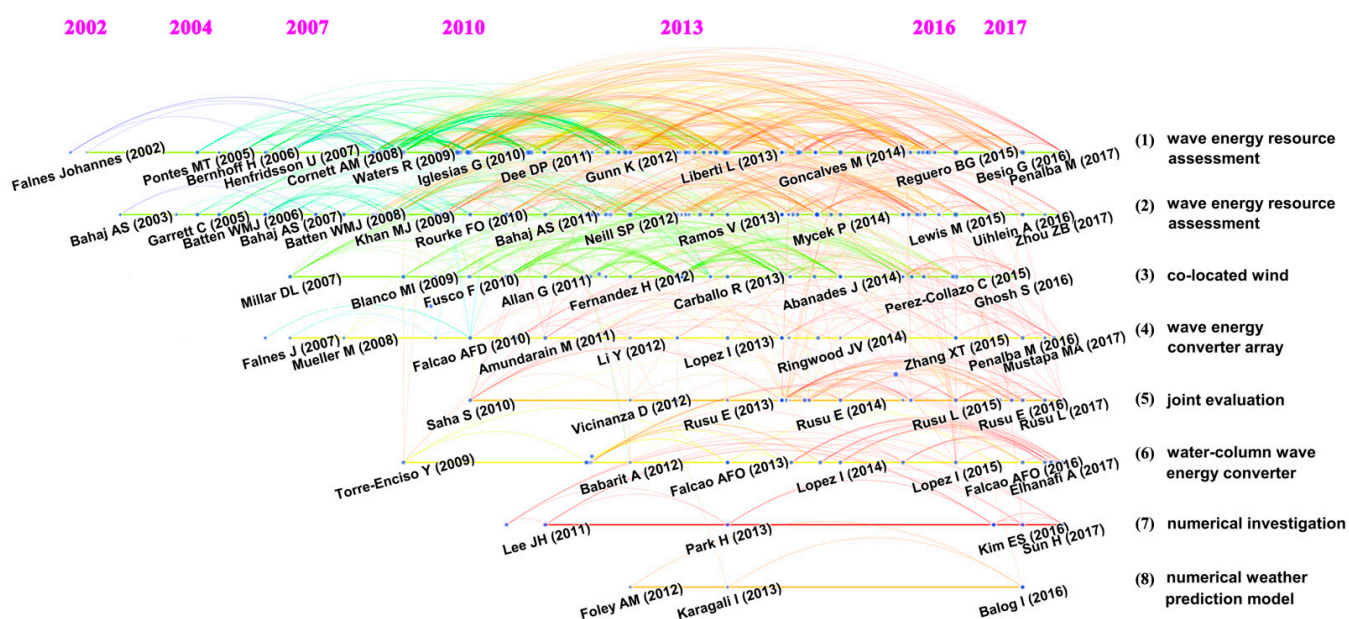 2002 2004 2007 2010 2013 2016 2017
Falnes Johannes (2002)
Pontes MT (2005)
Bernhoff H (2006)
Henfridsson U (2007)
Cornett AM (2008)
Waters R (2009)
Iglesias G (2010)
Dee DP (2011)
Gunn K (2012)
Liberti L (2013)
Goncalves M (2014)
Reguero BG (2015)
Besio G (2016)
Penalba M (2017)
(1) wave energy resource
assessment
Bahaj AS (2003)
Garrett C (2005)
Batten WMJ (2006)
Bahaj AS (2007)
Batten WMJ (2008)
Khan MJ (2009)
Rourke FO (2010)
Bahaj AS (2011)
Neill SP (2012)
Ramos V (2013)
Mycek P (2014)
Lewis M (2015)
Uihlein A (2016)
Zhou ZB (2017)
(2) wave energy resource
assessment
Millar DL (2007)
Blanco MI (2009)
Fusco F (2010)
Allan G (2011)
Fernandez H (2012)
Carballo R (2013)
Abanades J (2014)
Perez-Collazo C (2015)
Ghosh S (2016)
(3) co-located wind
Falnes J (2007)
Mueller M (2008)
Falcao AFD (2010)
Amundarain M (2011)
Li Y (2012)
Lopez I (2013)
Ringwood JV (2014)
Zhang XT (2015)
Penalba M (2016)
Mustapa MA (2017)
(4) wave energy
converter array
Saha S (2010)
Vicinanza D (2012)
Rusu E (2013)
Rusu E (2014)
Rusu L (2015)
Rusu E (2016)
Rusu L (2017)
(5) joint evaluation
Torre-Enciso Y (2009)
Babarit A (2012)
Falcao AFO (2013)
Lopez I (2014)
Lopez I (2015)
Falcao AFO (2016)
Elhanafi A (2017)
(6) water-column wave
energy converter
Lee JH (2011)
Park H (2013)
Kim ES (2016)
Sun H (2017)
(7) numerical investigation
Foley AM (2012)
Karagali I (2013)
Balog I (2016)
(8) numerical weather
prediction model